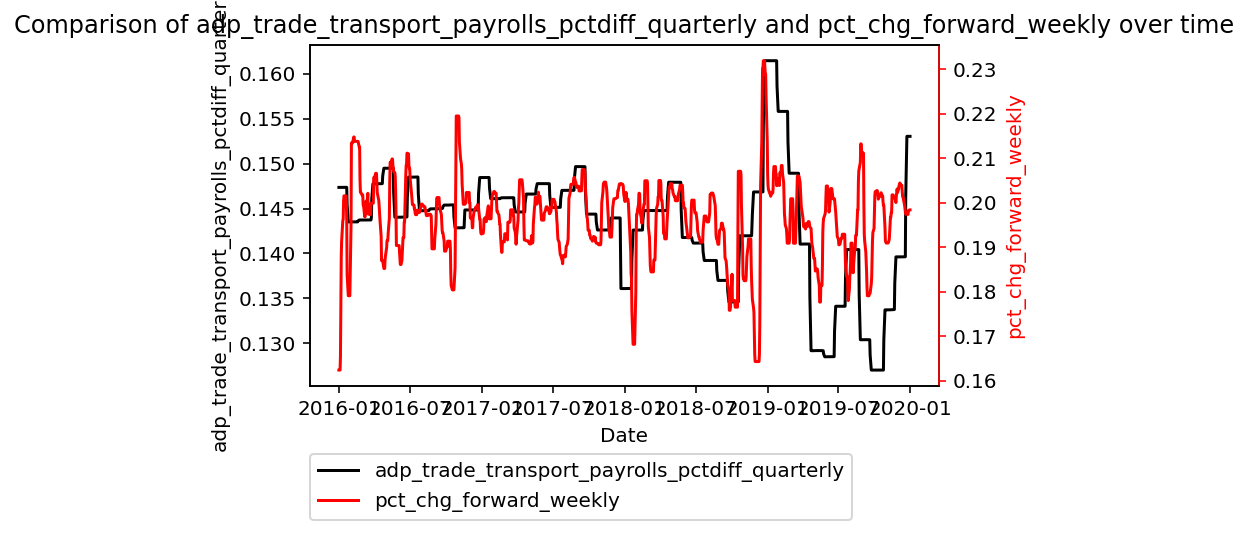 Comparison of adp_trade_transport_payrolls_pctdiff_quarterly and pct_chg_forward_weekly over time
adp_trade_transport_payrolls_pctdiff_quarter
0.160
0.155
0.150
0.145
0.140
0.135
0.130
0.23
0.22
0.21
0.20
0.19
0.18
0.17
0.16
pct_chg_forward_weekly
2016-01 2016-07 2017-01 2017-07 2018-01 2018-07 2019-01 2019-07 2020-01
Date
adp_trade_transport_payrolls_pctdiff_quarterly
pct_chg_forward_weekly